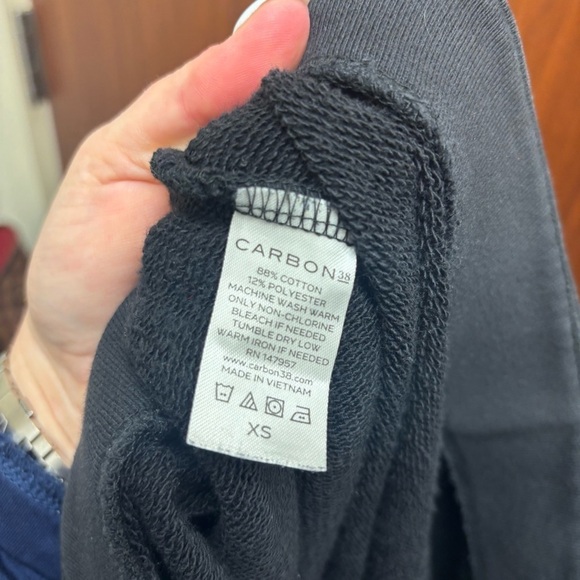 CARBON38
88% COTTON
12% POLYESTER
MACHINE WASH WARM
ONLY NON-CHLORINE
BLEACH IF NEEDED
TUMBLE DRY LOW
WARM IRON IF NEEDED
RN 147957
www.carbon38.com
MADE IN VIETNAM
XS